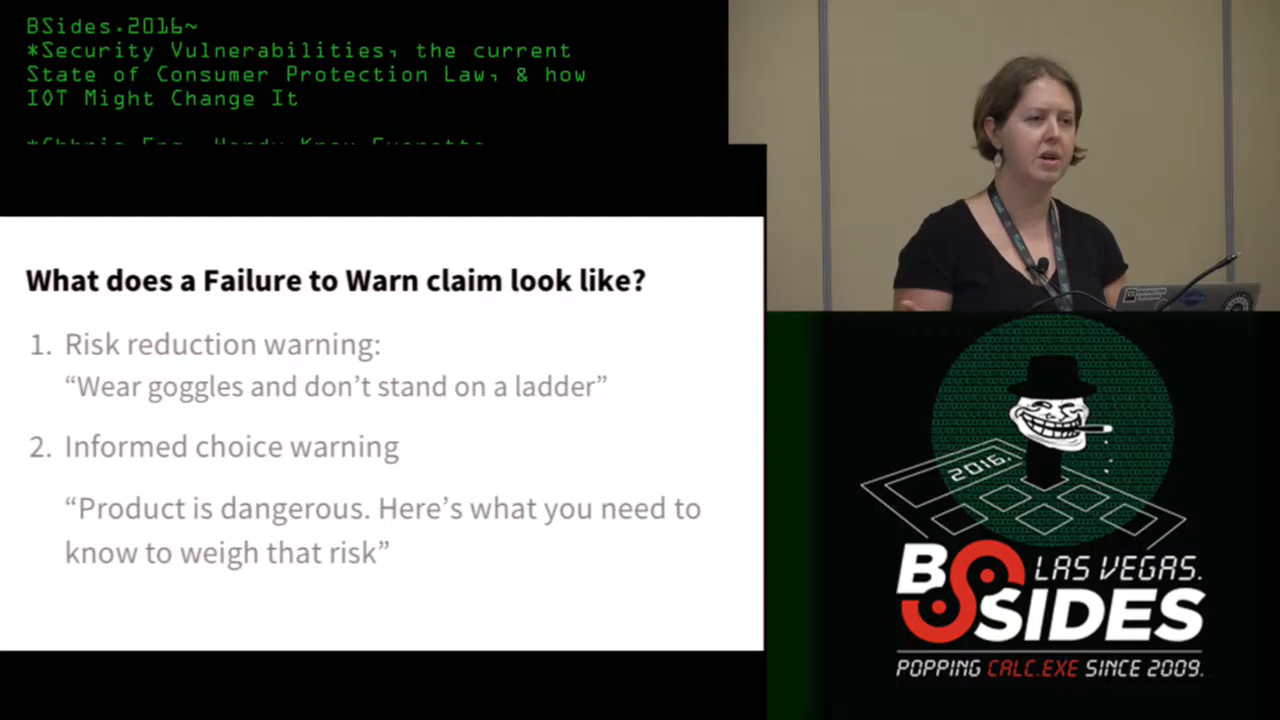 BSides.2016~
*Security Vulnerabilities, the current
State of Consumer Protection Law, & how
IOT Might Change It
What does a Failure to Warn claim look like?
1. Risk reduction warning:
“Wear goggles and don’t stand on a ladder”
2. Informed choice warning
“Product is dangerous. Here’s what you need to
know to weigh that risk”
2016.
BSIDES
LAS VEGAS.
POPPING CALC.EXE SINCE 2009.